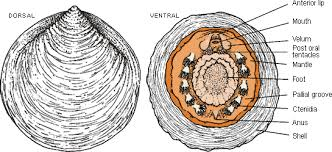 DORSAL
VENTRAL
Anterior lip
Mouth
Velum
Post oral
tentacles
Mantle
Foot
Pallial groove
Ctenidia
Anus
Shell